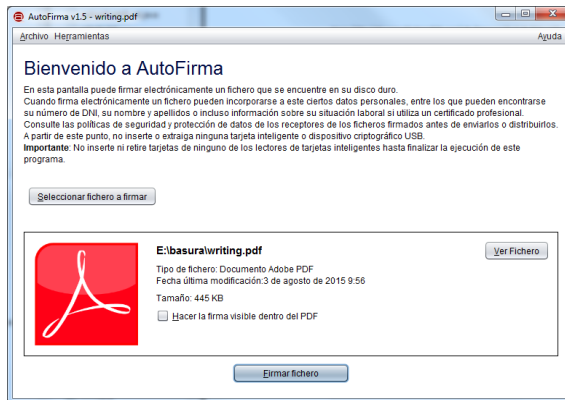 AutoFirma v1.5 - writing.pdf
Archivo Herramientas Ayuda
Bienvenido a AutoFirma
En esta pantalla puede firmar electrónicamente un fichero que se encuentre en su disco duro.
Cuando firma electrónicamente un fichero pueden incorporarse a este ciertos datos personales, entre los que pueden encontrarse
su número de DNI, su nombre y apellidos o incluso información sobre su situación laboral si utiliza un certificado profesional.
Consulte las políticas de seguridad y protección de datos de los receptores de los ficheros firmados antes de enviarlos o distribuirlos.
A partir de este punto, no inserte o extraiga ninguna tarjeta inteligente o dispositivo criptográfico USB.
Importante: No inserte ni retire tarjetas de ninguno de los lectores de tarjetas inteligentes hasta finalizar la ejecución de este
programa.
Seleccionar fichero a firmar
E:\basura\writing.pdf
Ver Fichero
Tipo de fichero: Documento Adobe PDF
Fecha última modificación:3 de agosto de 2015 9:56
Tamaño: 445 KB
Hacer la firma visible dentro del PDF
Firmar fichero